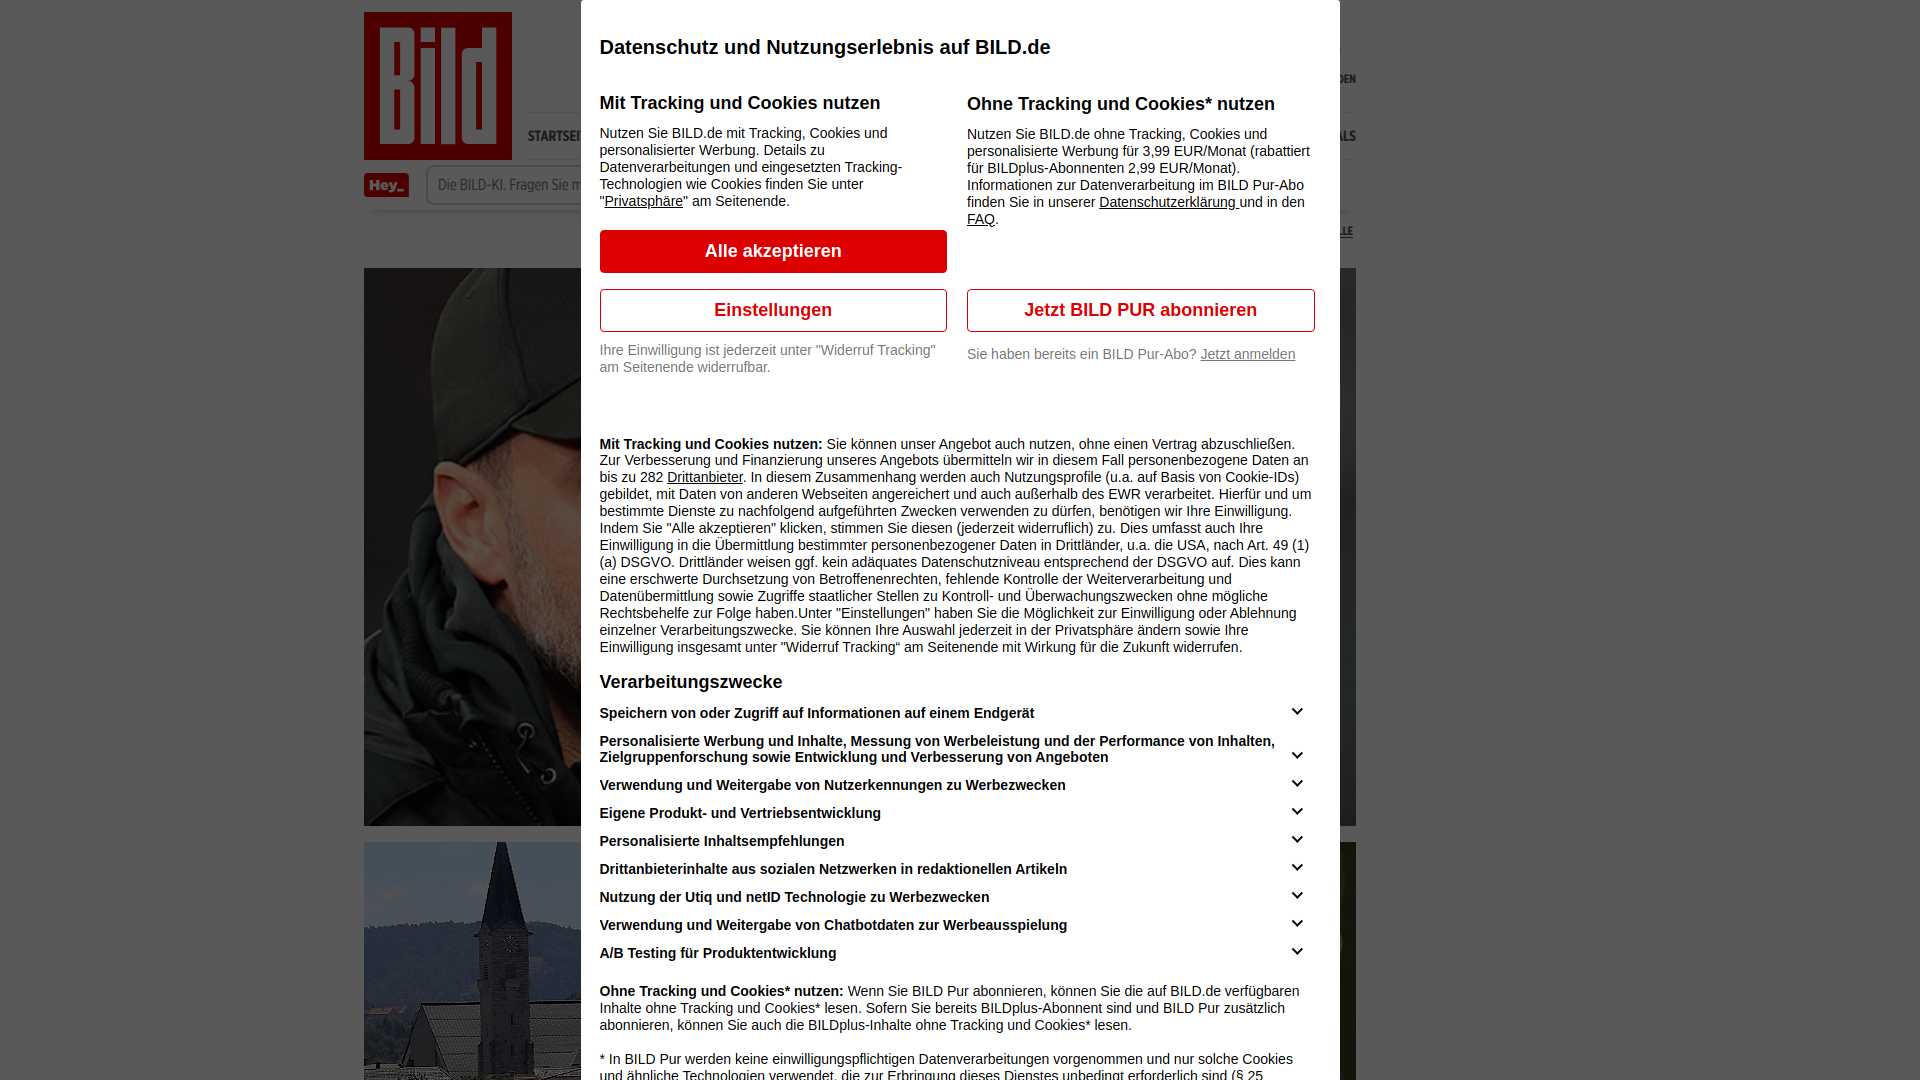 Bild
STARTSEI
Hey_
Die BILD-KI. Fragen Sie m
DEN
ALS
LLE
Datenschutz und Nutzungserlebnis auf BILD.de
Mit Tracking und Cookies nutzen
Nutzen Sie BILD.de mit Tracking, Cookies und
personalisierter Werbung. Details zu
Datenverarbeitungen und eingesetzten Tracking-
Technologien wie Cookies finden Sie unter
"Privatsphäre" am Seitenende.
Alle akzeptieren
Einstellungen
Ihre Einwilligung ist jederzeit unter "Widerruf Tracking"
am Seitenende widerrufbar.
Ohne Tracking und Cookies* nutzen
Nutzen Sie BILD.de ohne Tracking, Cookies und
personalisierte Werbung für 3,99 EUR/Monat (rabattiert
für BILDplus-Abonnenten 2,99 EUR/Monat).
Informationen zur Datenverarbeitung im BILD Pur-Abo
finden Sie in unserer Datenschutzerklärung und in den
FAQ.
Jetzt BILD PUR abonnieren
Sie haben bereits ein BILD Pur-Abo? Jetzt anmelden
Mit Tracking und Cookies nutzen: Sie können unser Angebot auch nutzen, ohne einen Vertrag abzuschließen.
Zur Verbesserung und Finanzierung unseres Angebots übermitteln wir in diesem Fall personenbezogene Daten an
bis zu 282 Drittanbieter. In diesem Zusammenhang werden auch Nutzungsprofile (u.a. auf Basis von Cookie-IDs)
gebildet, mit Daten von anderen Webseiten angereichert und auch außerhalb des EWR verarbeitet. Hierfür und um
bestimmte Dienste zu nachfolgend aufgeführten Zwecken verwenden zu dürfen, benötigen wir Ihre Einwilligung.
Indem Sie "Alle akzeptieren" klicken, stimmen Sie diesen (jederzeit widerruflich) zu. Dies umfasst auch Ihre
Einwilligung in die Übermittlung bestimmter personenbezogener Daten in Drittländer, u.a. die USA, nach Art. 49 (1)
(a) DSGVO. Drittländer weisen ggf. kein adäquates Datenschutzniveau entsprechend der DSGVO auf. Dies kann
eine erschwerte Durchsetzung von Betroffenenrechten, fehlende Kontrolle der Weiterverarbeitung und
Datenübermittlung sowie Zugriffe staatlicher Stellen zu Kontroll- und Überwachungszwecken ohne mögliche
Rechtsbehelfe zur Folge haben.Unter "Einstellungen" haben Sie die Möglichkeit zur Einwilligung oder Ablehnung
einzelner Verarbeitungszwecke. Sie können Ihre Auswahl jederzeit in der Privatsphäre ändern sowie Ihre
Einwilligung insgesamt unter "Widerruf Tracking“ am Seitenende mit Wirkung für die Zukunft widerrufen.
Verarbeitungszwecke
Speichern von oder Zugriff auf Informationen auf einem Endgerät
Personalisierte Werbung und Inhalte, Messung von Werbeleistung und der Performance von Inhalten,
Zielgruppenforschung sowie Entwicklung und Verbesserung von Angeboten
Verwendung und Weitergabe von Nutzerkennungen zu Werbezwecken
Eigene Produkt- und Vertriebsentwicklung
Personalisierte Inhaltsempfehlungen
Drittanbieterinhalte aus sozialen Netzwerken in redaktionellen Artikeln
Nutzung der Utiq und netID Technologie zu Werbezwecken
Verwendung und Weitergabe von Chatbotdaten zur Werbeausspielung
A/B Testing für Produktentwicklung
Ohne Tracking und Cookies* nutzen: Wenn Sie BILD Pur abonnieren, können Sie die auf BILD.de verfügbaren
Inhalte ohne Tracking und Cookies* lesen. Sofern Sie bereits BILDplus-Abonnent sind und BILD Pur zusätzlich
abonnieren, können Sie auch die BILDplus-Inhalte ohne Tracking und Cookies* lesen.
* In BILD Pur werden keine einwilligungspflichtigen Datenverarbeitungen vorgenommen und nur solche Cookies
und ähnliche Technologien verwendet, die zur Erbringung dieses Dienstes unbedingt erforderlich sind (§ 25